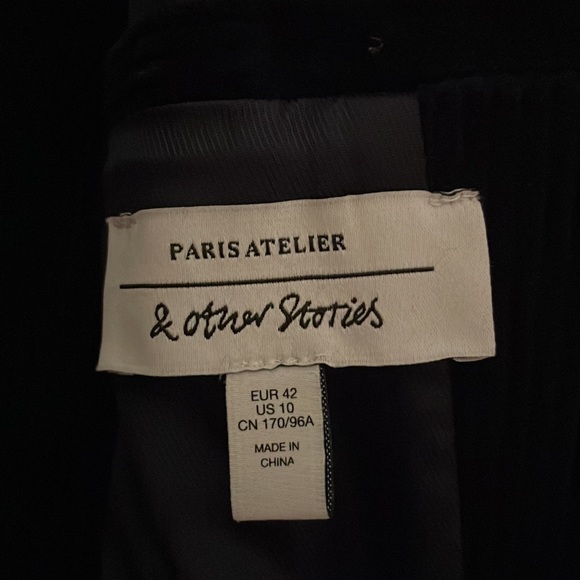 PARIS ATELIER
& other Stories
EUR 42
US 10
CN 170/96A
MADE IN
CHINA